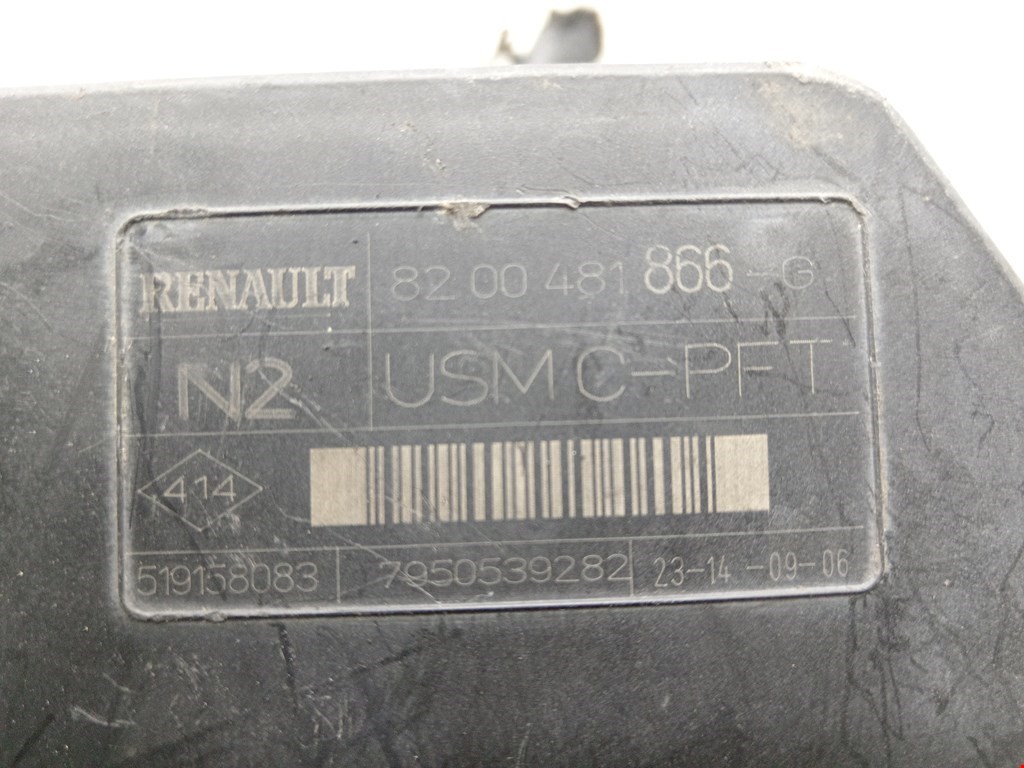 RENAULT 82 00 481 866 -G
N2 USM C-PFT
414
519158083 7950539282 23-14 -09-06